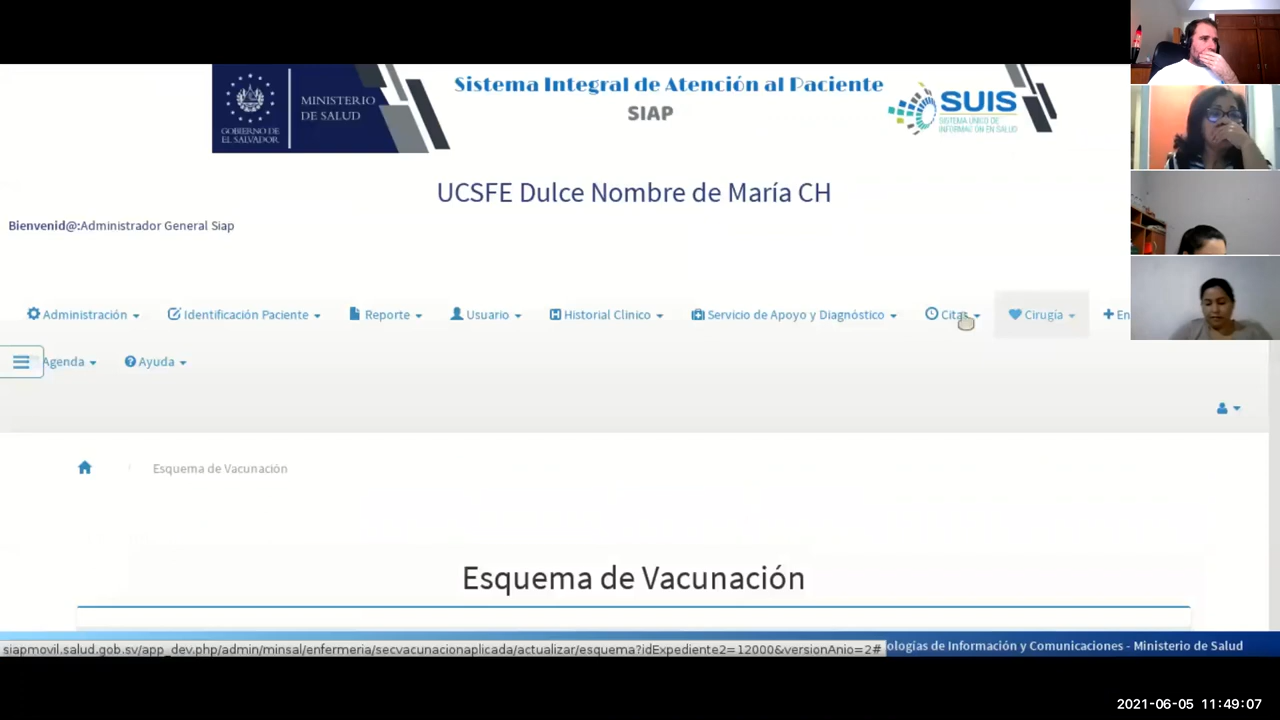 GOBIERNO DE
EL SALVADOR
MINISTERIO
DE SALUD
Sistema Integral de Atención al Paciente
SIAP
SUIS
SISTEMA ÚNICO DE
INFORMACIÓN EN SALUD
UCSFE Dulce Nombre de María CH
Bienvenid@:Administrador General Siap
Administración Identificación Paciente Reporte Usuario Historial Clinico Servicio de Apoyo y Diagnóstico Citas Cirugía En
Agenda Ayuda
/ Esquema de Vacunación
Esquema de Vacunación
siapmovil.salud.gob.sv/app_dev.php/admin/minsal/enfermeria/secvacunacionaplicada/actualizar/esquema?idExpediente2=12000&versionAnio=2# ologías de Información y Comunicaciones - Ministerio de Salud
2021-06-05 11:49:07